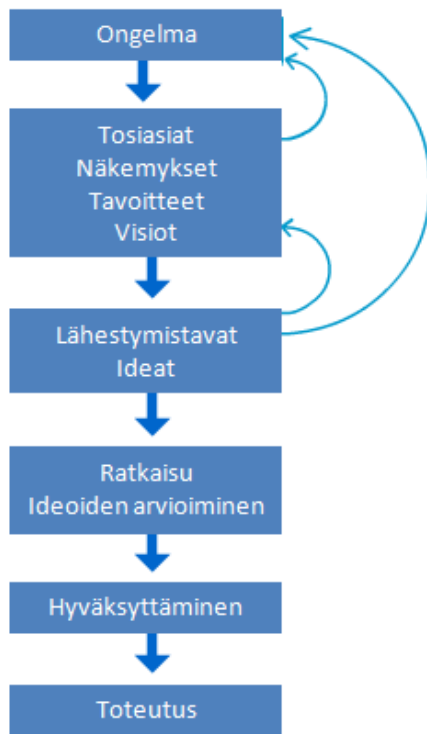 Ongelma
Tosiasiat
Näkemykset
Tavoitteet
Visiot
Lähestymistavat
Ideat
Ratkaisu
Ideoiden arvioiminen
Hyväksyttäminen
Toteutus